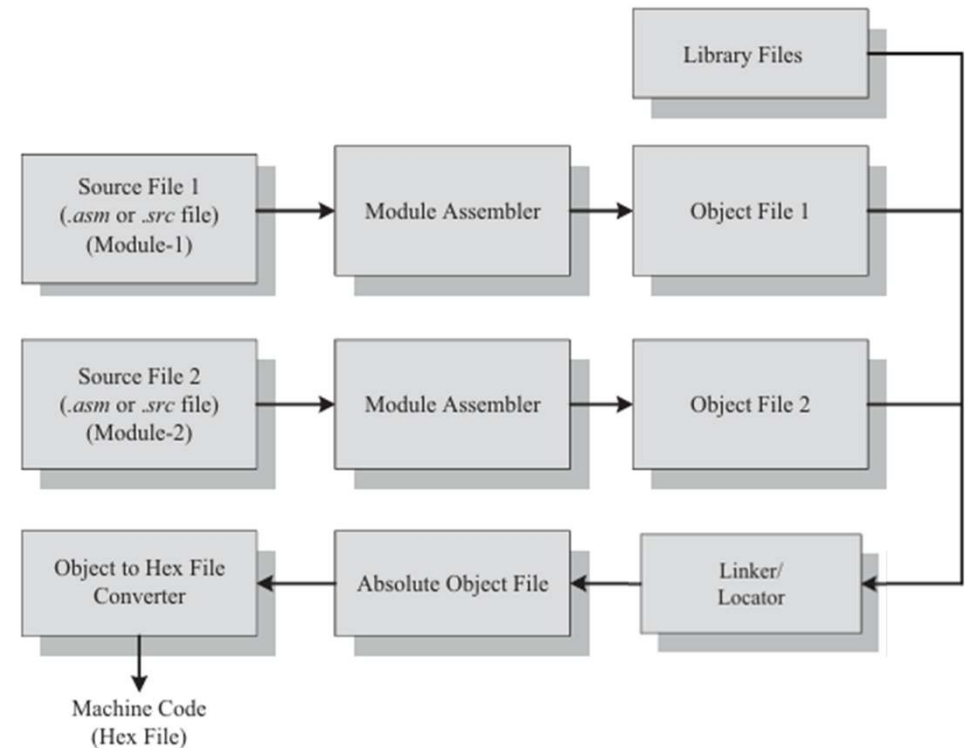 Library Files
Source File 1
(.asm or .src file)
(Module-1)
Module Assembler
Object File 1
Source File 2
(.asm or .src file)
(Module-2)
Module Assembler
Object File 2
Object to Hex File
Converter
Absolute Object File
Linker/
Locator
Machine Code
(Hex File)